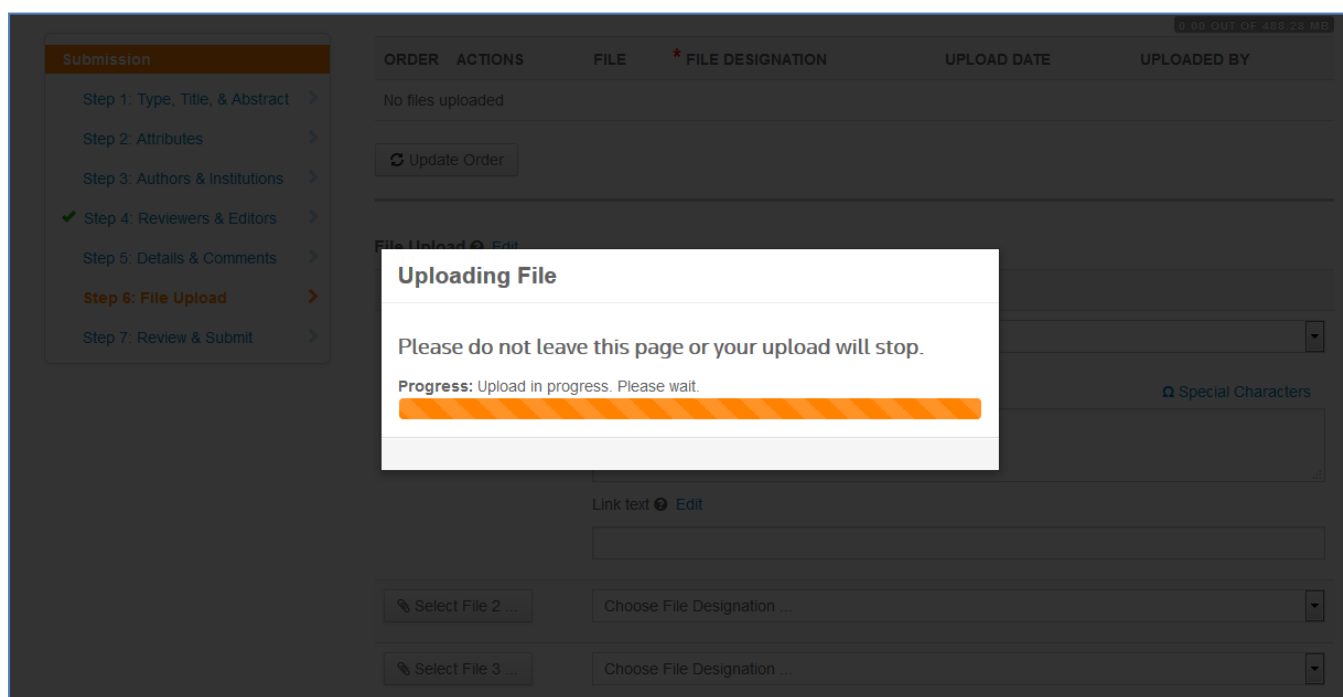 0.00 OUT OF 488.28 MB
Submission
ORDER ACTIONS FILE * FILE DESIGNATION UPLOAD DATE UPLOADED BY
Step 1: Type, Title, & Abstract
No files uploaded
Step 2: Attributes
Update Order
Step 3: Authors & Institutions
Step 4: Reviewers & Editors
File Upload Edit
Step 5: Details & Comments
Uploading File
Step 6: File Upload
Step 7: Review & Submit
Please do not leave this page or your upload will stop.
Progress: Upload in progress. Please wait.
Ω Special Characters
Link text Edit
Select File 2 ... Choose File Designation ...
Select File 3 ... Choose File Designation ...